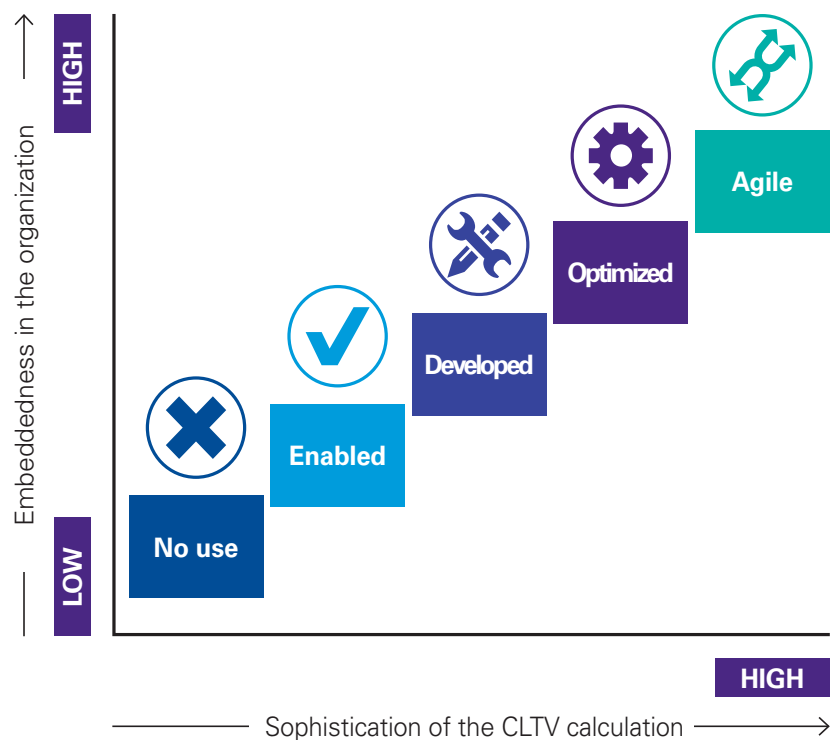 HIGH
Embeddedness in the organization
LOW
Agile
Optimized
Developed
Enabled
No use
HIGH
Sophistication of the CLTV calculation